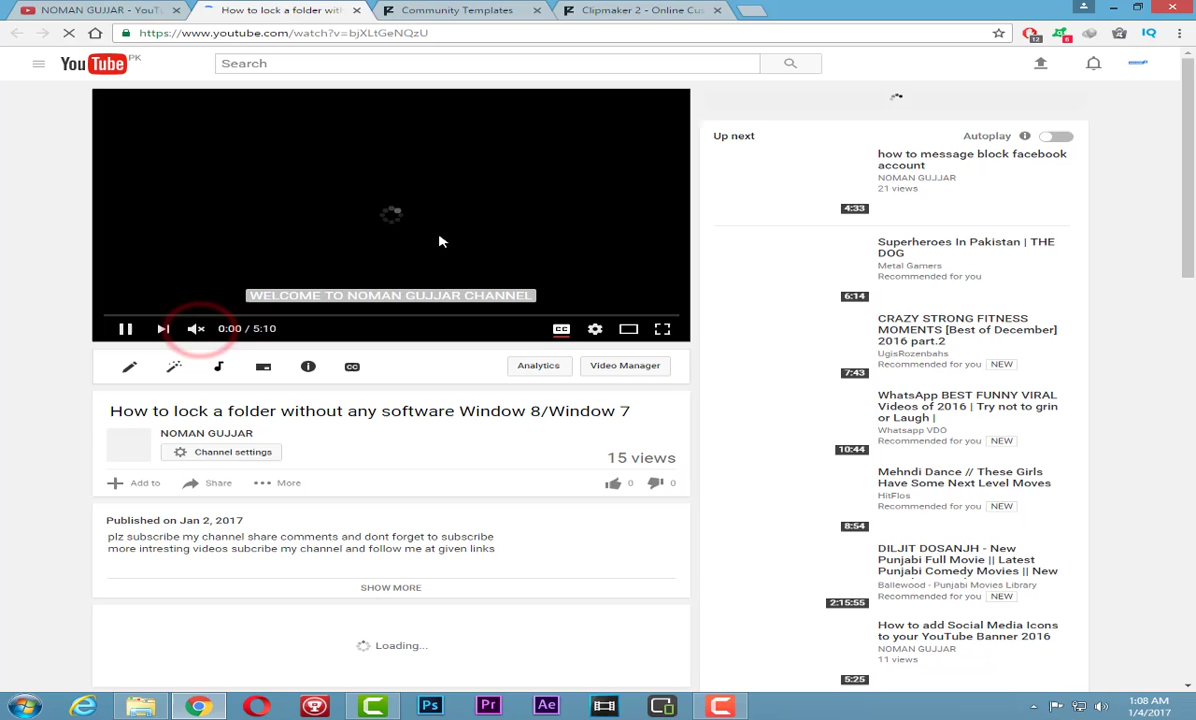 NOMAN GUJJAR - YouT
How to lock a folder with
Community Templates
Clipmaker 2 - Online Cus
https://www.youtube.com/watch?v=bjXLtGeNQzU
12
6
IQ
YouTube PK
Search
WELCOME TO NOMAN GUJJAR CHANNEL
0:00 / 5:10
CC
CC
Analytics
Video Manager
How to lock a folder without any software Window 8/Window 7
NOMAN GUJJAR
Channel settings
15 views
Add to
Share
More
0
0
Published on Jan 2, 2017
plz subscribe my channel share comments and dont forget to subscribe
more intresting videos subcribe my channel and follow me at given links
SHOW MORE
Loading...
Up next
Autoplay
how to message block facebook
account
NOMAN GUJJAR
21 views
4:33
Superheroes In Pakistan | THE
DOG
Metal Gamers
Recommended for you
6:14
CRAZY STRONG FITNESS
MOMENTS [Best of December]
2016 part.2
UgisRozenbahs
Recommended for you NEW
7:43
WhatsApp BEST FUNNY VIRAL
Videos of 2016 | Try not to grin
or Laugh |
Whatsapp VDO
Recommended for you NEW
10:44
Mehndi Dance // These Girls
Have Some Next Level Moves
HitFlos
Recommended for you NEW
8:54
DILJIT DOSANJH - New
Punjabi Full Movie || Latest
Punjabi Comedy Movies || New
Ballewood - Punjabi Movies Library
Recommended for you NEW
2:15:55
How to add Social Media Icons
to your YouTube Banner 2016
NOMAN GUJJAR
11 views
5:25
Ps
Pr
Ae
1:08 AM
1/4/2017